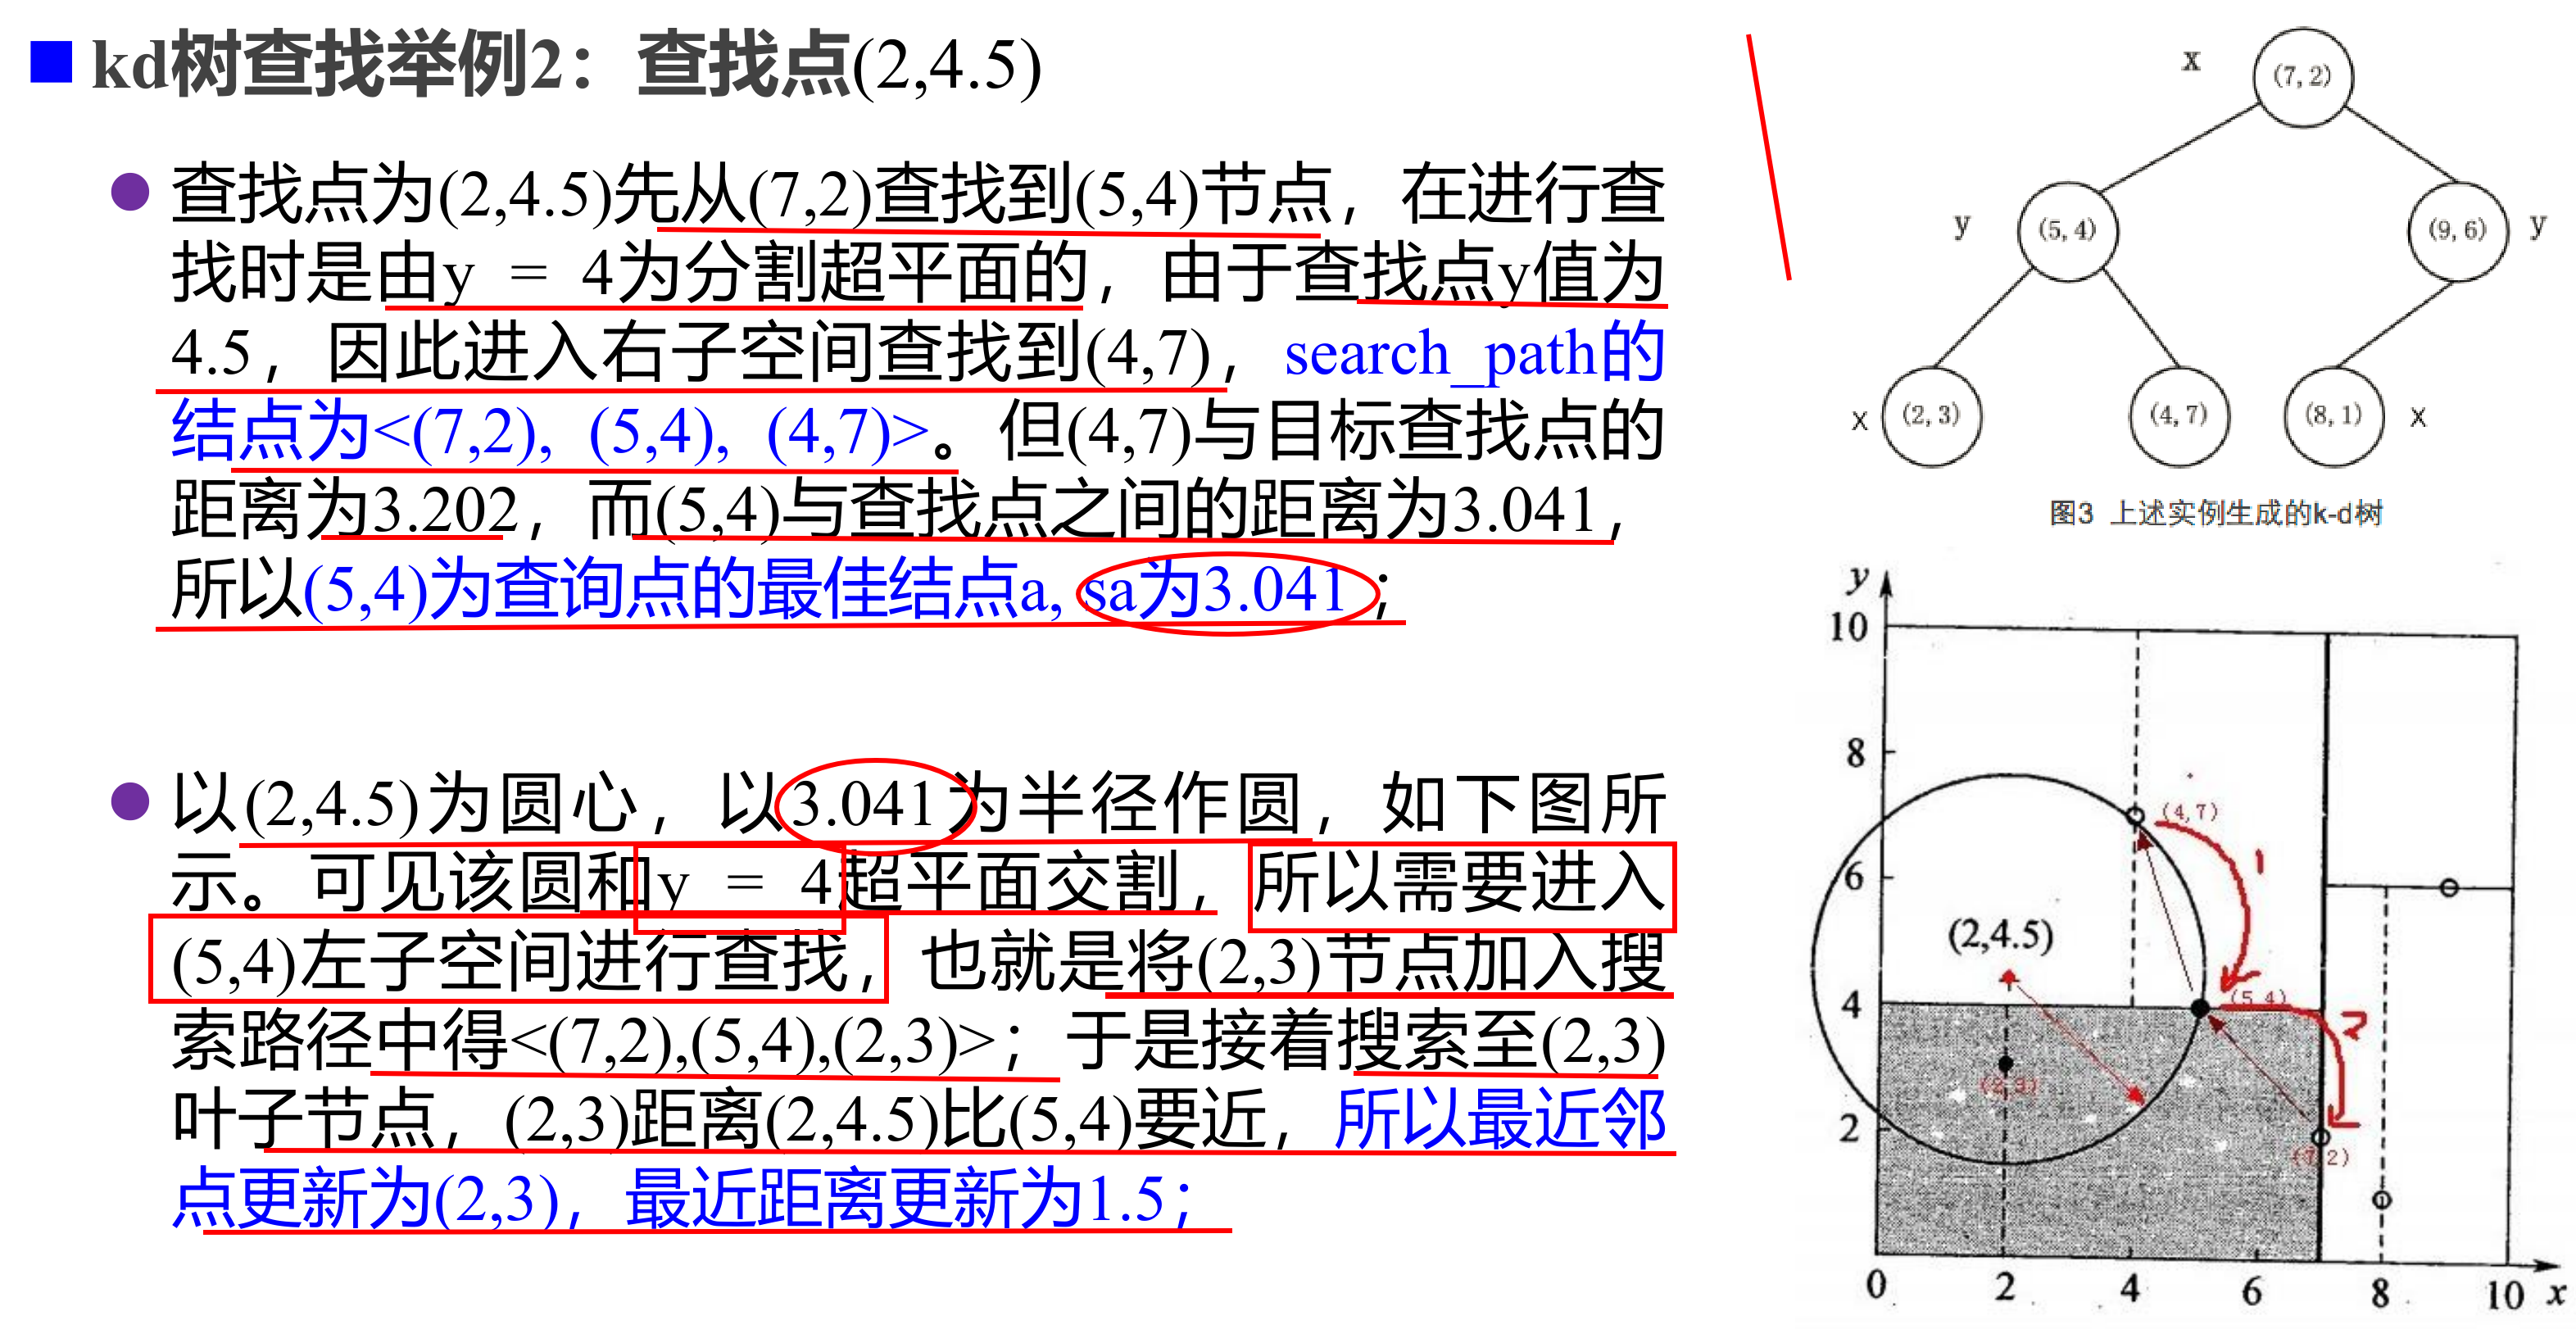 kd树查找举例2：查找点(2,4.5)
查找点为(2,4.5)先从(7,2)查找到(5,4)节点，在进行查
找时是由y = 4为分割超平面的，由于查找点y值为
4.5，因此进入右子空间查找到(4,7)，search_path的
结点为<(7,2), (5,4), (4,7)>。但(4,7)与目标查找点的
距离为3.202，而(5,4)与查找点之间的距离为3.041，
所以(5,4)为查询点的最佳结点a, sa为3.041；
以(2,4.5)为圆心，以3.041为半径作圆，如下图所
示。可见该圆和y = 4超平面交割，所以需要进入
(5,4)左子空间进行查找，也就是将(2,3)节点加入搜
索路径中得<(7,2),(5,4),(2,3)>；于是接着搜索至(2,3)
叶子节点，(2,3)距离(2,4.5)比(5,4)要近，所以最近邻
点更新为(2,3)，最近距离更新为1.5；
x
(7, 2)
y
(5, 4)
(9, 6)
y
x
(2, 3)
(4, 7)
(8, 1)
x
图3 上述实例生成的k-d树
y
10
8
(4,7)
1
6
(2,4.5)
4
(5,4)
2
(2,3)
2
(7,2)
0
2
4
6
8
10
x